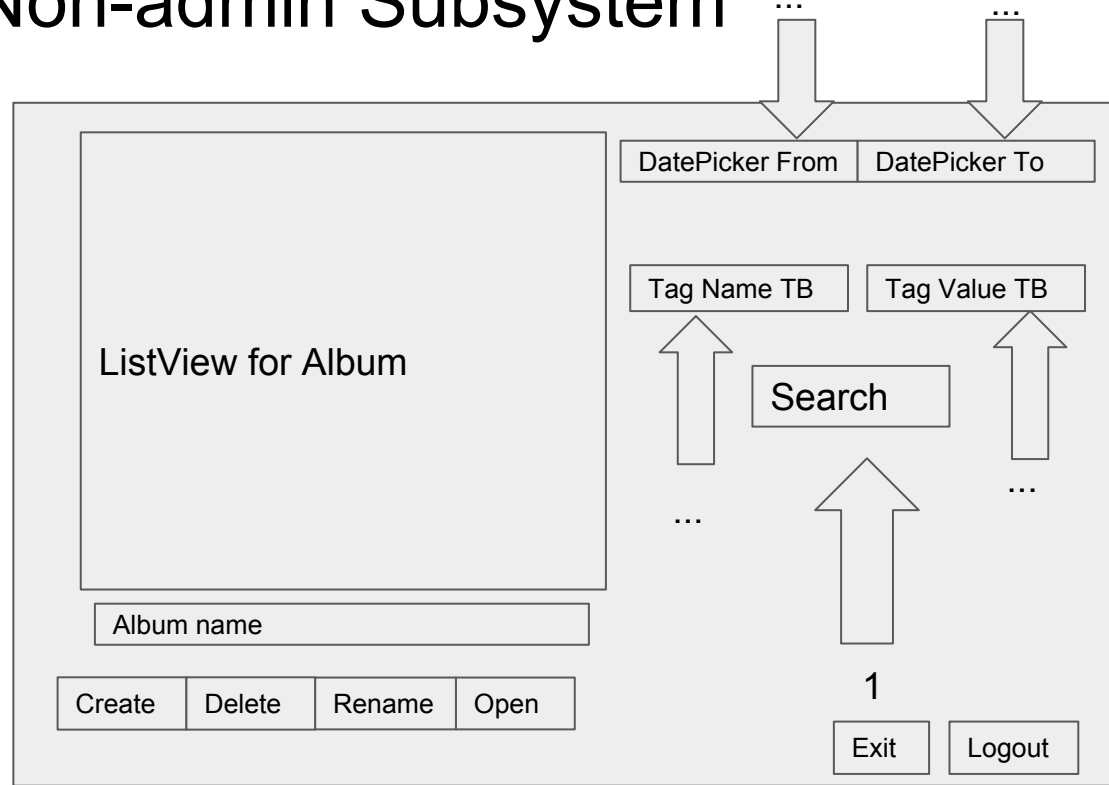 Non-admin Subsystem
...
...
DatePicker From
DatePicker To
Tag Name TB
Tag Value TB
ListView for Album
Search
...
...
Album name
1
Create
Delete
Rename
Open
Exit
Logout